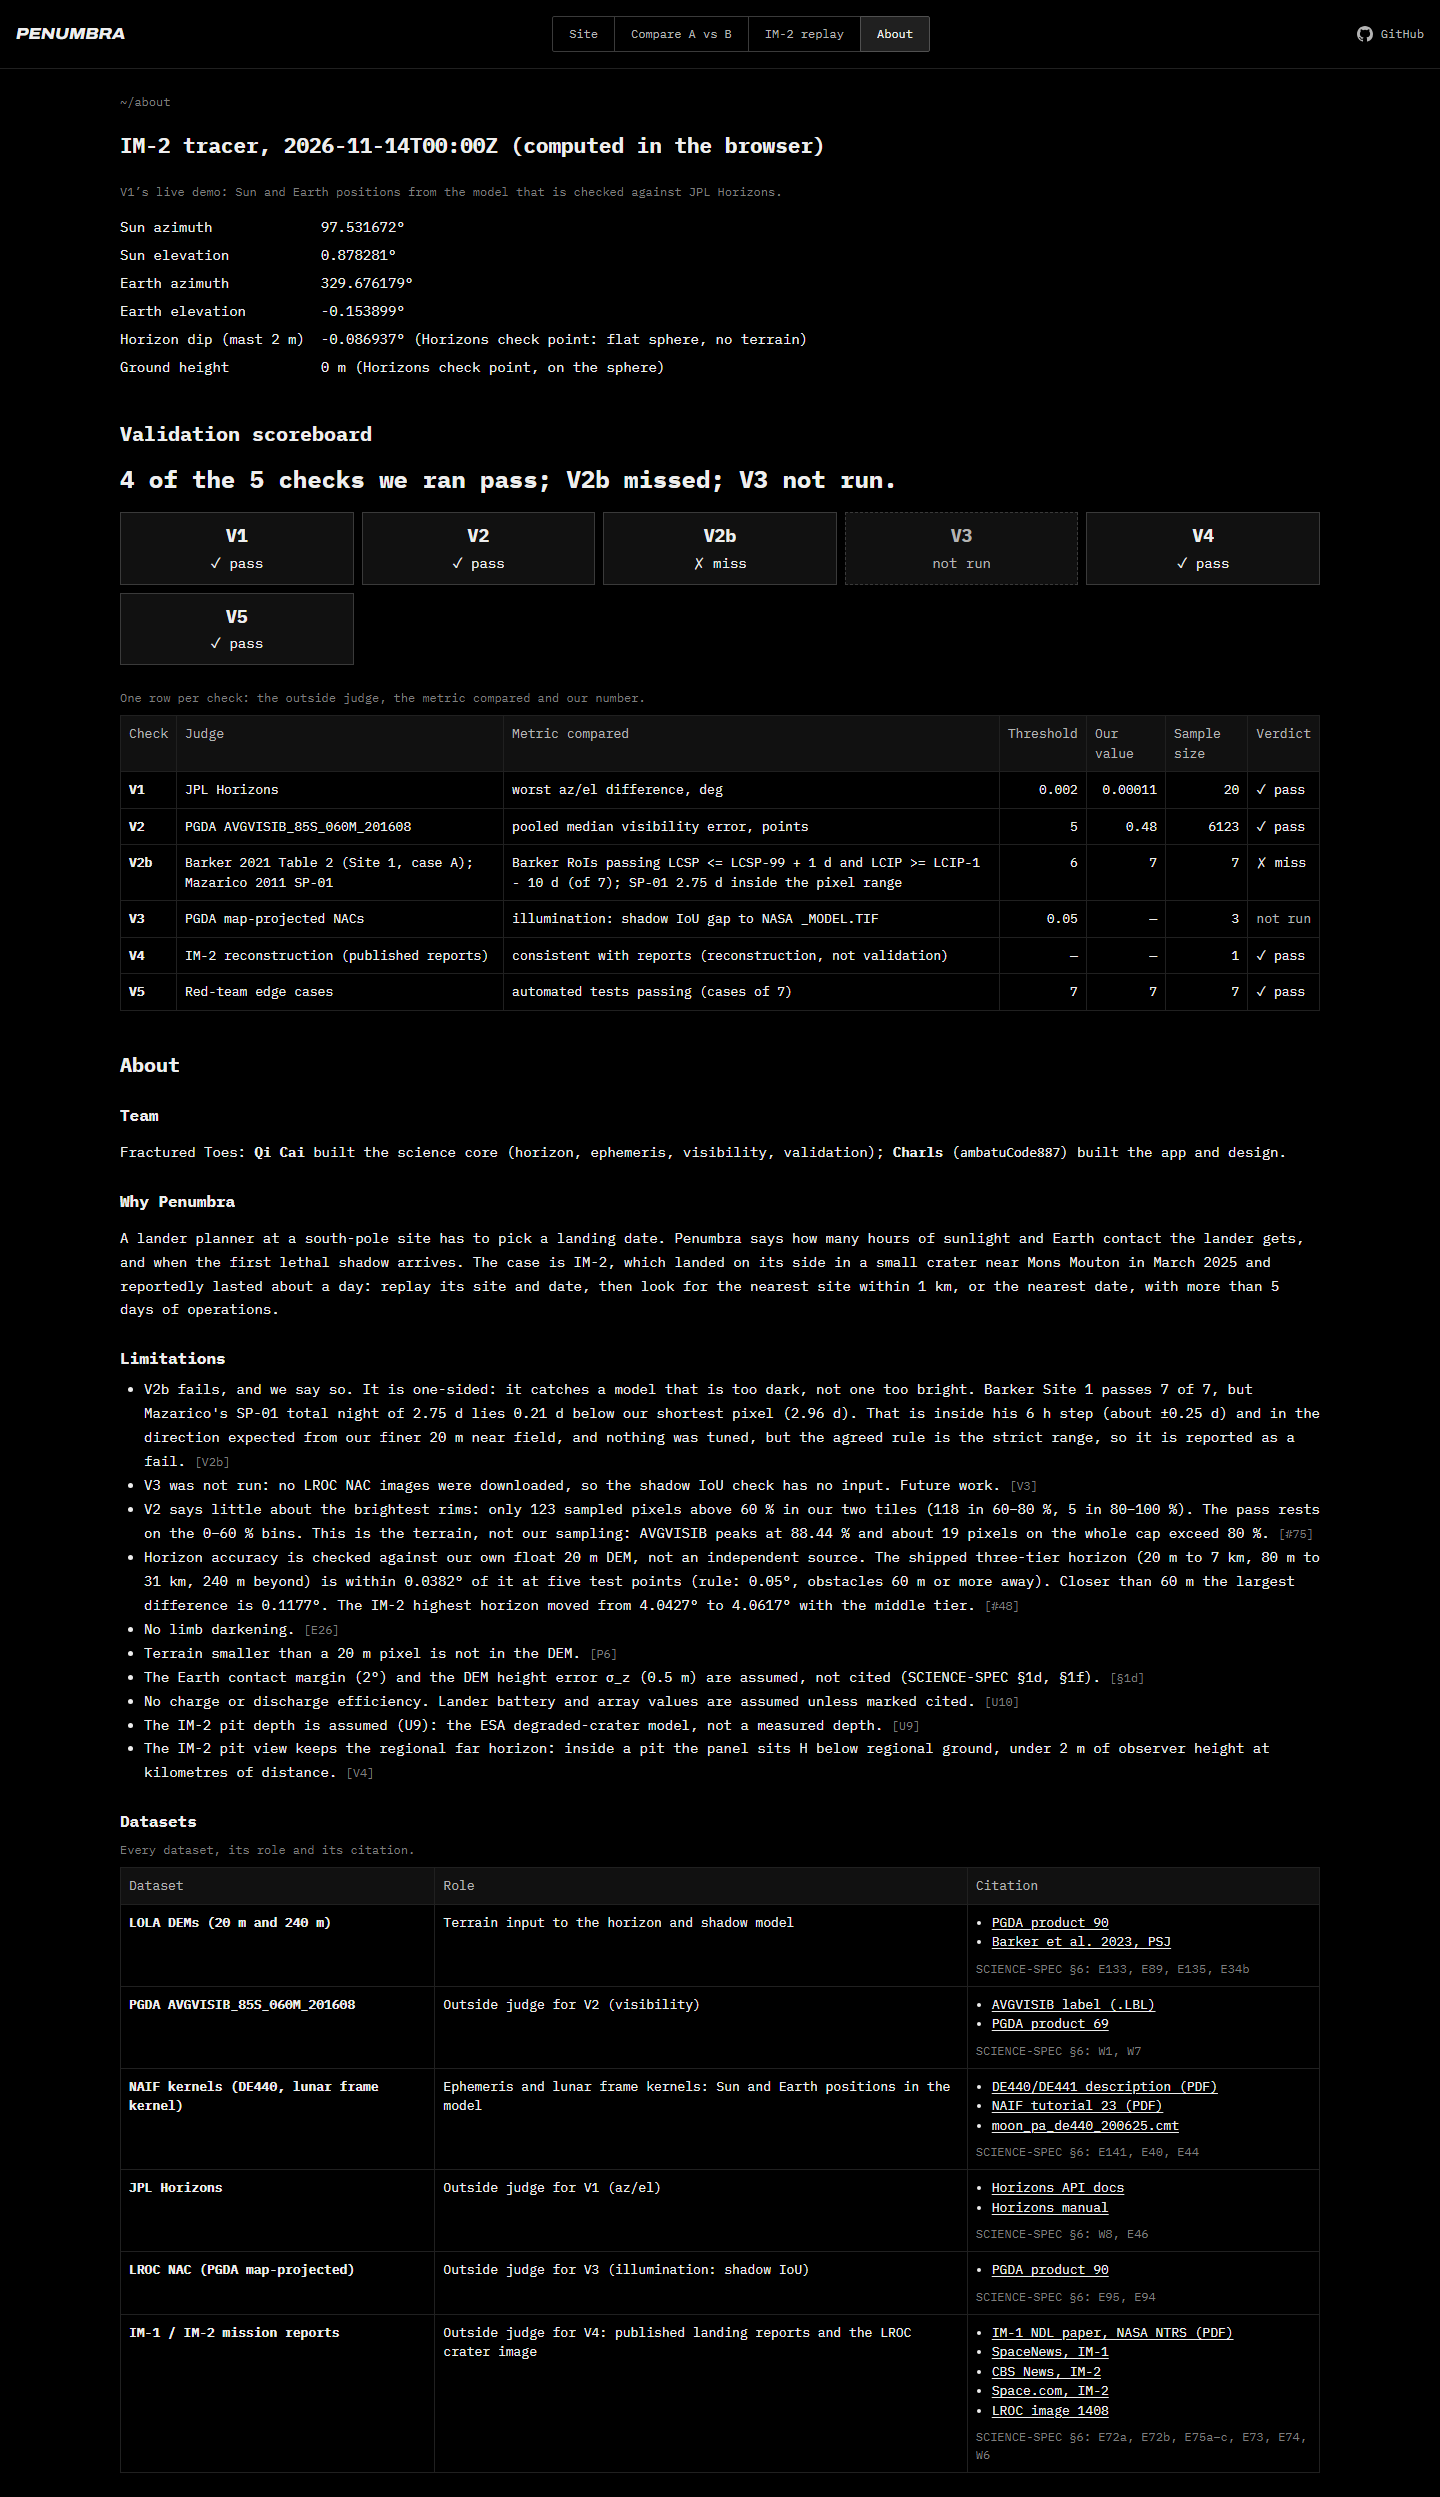 PENUMBRA
Site
Compare A vs B
IM-2 replay
About
GitHub
~/about
IM-2 tracer, 2026-11-14T00:00Z (computed in the browser)
V1's live demo: Sun and Earth positions from the model that is checked against JPL Horizons.
Sun azimuth 97.531672°
Sun elevation 0.878281°
Earth azimuth 329.676179°
Earth elevation -0.153899°
Horizon dip (mast 2 m) -0.086937° (Horizons check point: flat sphere, no terrain)
Ground height 0 m (Horizons check point, on the sphere)
Validation scoreboard
4 of the 5 checks we ran pass; V2b missed; V3 not run.
V1
✓ pass
V2
✓ pass
V2b
✗ miss
V3
not run
V4
✓ pass
V5
✓ pass
One row per check: the outside judge, the metric compared and our number.
Check Judge Metric compared Threshold Our value Sample size Verdict
V1 JPL Horizons worst az/el difference, deg 0.002 0.00011 20 ✓ pass
V2 PGDA AVGVISIB_85S_060M_201608 pooled median visibility error, points 5 0.48 6123 ✓ pass
V2b Barker 2021 Table 2 (Site 1, case A); Mazarico 2011 SP-01 Barker RoIs passing LCSP <= LCSP-99 + 1 d and LCIP >= LCIP-1 - 10 d (of 7); SP-01 2.75 d inside the pixel range 6 7 7 ✗ miss
V3 PGDA map-projected NACs illumination: shadow IoU gap to NASA _MODEL.TIF 0.05 — 3 not run
V4 IM-2 reconstruction (published reports) consistent with reports (reconstruction, not validation) — — 1 ✓ pass
V5 Red-team edge cases automated tests passing (cases of 7) 7 7 7 ✓ pass
About
Team
Fractured Toes: Qi Cai built the science core (horizon, ephemeris, visibility, validation); Charls (ambatuCode887) built the app and design.
Why Penumbra
A lander planner at a south-pole site has to pick a landing date. Penumbra says how many hours of sunlight and Earth contact the lander gets,
and when the first lethal shadow arrives. The case is IM-2, which landed on its side in a small crater near Mons Mouton in March 2025 and
reportedly lasted about a day: replay its site and date, then look for the nearest site within 1 km, or the nearest date, with more than 5
days of operations.
Limitations
• V2b fails, and we say so. It is one-sided: it catches a model that is too dark, not one too bright. Barker Site 1 passes 7 of 7, but
Mazarico's SP-01 total night of 2.75 d lies 0.21 d below our shortest pixel (2.96 d). That is inside his 6 h step (about ±0.25 d) and in the
direction expected from our finer 20 m near field, and nothing was tuned, but the agreed rule is the strict range, so it is reported as a
fail. [V2b]
• V3 was not run: no LROC NAC images were downloaded, so the shadow IoU check has no input. Future work. [V3]
• V2 says little about the brightest rims: only 123 sampled pixels above 60 % in our two tiles (118 in 60–80 %, 5 in 80–100 %). The pass rests
on the 0–60 % bins. This is the terrain, not our sampling: AVGVISIB peaks at 88.44 % and about 19 pixels on the whole cap exceed 80 %. [#75]
• Horizon accuracy is checked against our own float 20 m DEM, not an independent source. The shipped three-tier horizon (20 m to 7 km, 80 m to
31 km, 240 m beyond) is within 0.0382° of it at five test points (rule: 0.05°, obstacles 60 m or more away). Closer than 60 m the largest
difference is 0.1177°. The IM-2 highest horizon moved from 4.0427° to 4.0617° with the middle tier. [#48]
• No limb darkening. [E26]
• Terrain smaller than a 20 m pixel is not in the DEM. [P6]
• The Earth contact margin (2°) and the DEM height error σ_z (0.5 m) are assumed, not cited (SCIENCE-SPEC §1d, §1f). [§1d]
• No charge or discharge efficiency. Lander battery and array values are assumed unless marked cited. [U10]
• The IM-2 pit depth is assumed (U9): the ESA degraded-crater model, not a measured depth. [U9]
• The IM-2 pit view keeps the regional far horizon: inside a pit the panel sits H below regional ground, under 2 m of observer height at
kilometres of distance. [V4]
Datasets
Every dataset, its role and its citation.
Dataset Role Citation
LOLA DEMs (20 m and 240 m) Terrain input to the horizon and shadow model
• PGDA product 90
• Barker et al. 2023, PSJ
SCIENCE-SPEC §6: E133, E89, E135, E34b
PGDA AVGVISIB_85S_060M_201608 Outside judge for V2 (visibility)
• AVGVISIB label (.LBL)
• PGDA product 69
SCIENCE-SPEC §6: W1, W7
NAIF kernels (DE440, lunar frame kernel) Ephemeris and lunar frame kernels: Sun and Earth positions in the model
• DE440/DE441 description (PDF)
• NAIF tutorial 23 (PDF)
• moon_pa_de440_200625.cmt
SCIENCE-SPEC §6: E141, E40, E44
JPL Horizons Outside judge for V1 (az/el)
• Horizons API docs
• Horizons manual
SCIENCE-SPEC §6: W8, E46
LROC NAC (PGDA map-projected) Outside judge for V3 (illumination: shadow IoU)
• PGDA product 90
SCIENCE-SPEC §6: E95, E94
IM-1 / IM-2 mission reports Outside judge for V4: published landing reports and the LROC crater image
• IM-1 NDL paper, NASA NTRS (PDF)
• SpaceNews, IM-1
• CBS News, IM-2
• Space.com, IM-2
• LROC image 1408
SCIENCE-SPEC §6: E72a, E72b, E75a–c, E73, E74,
W6